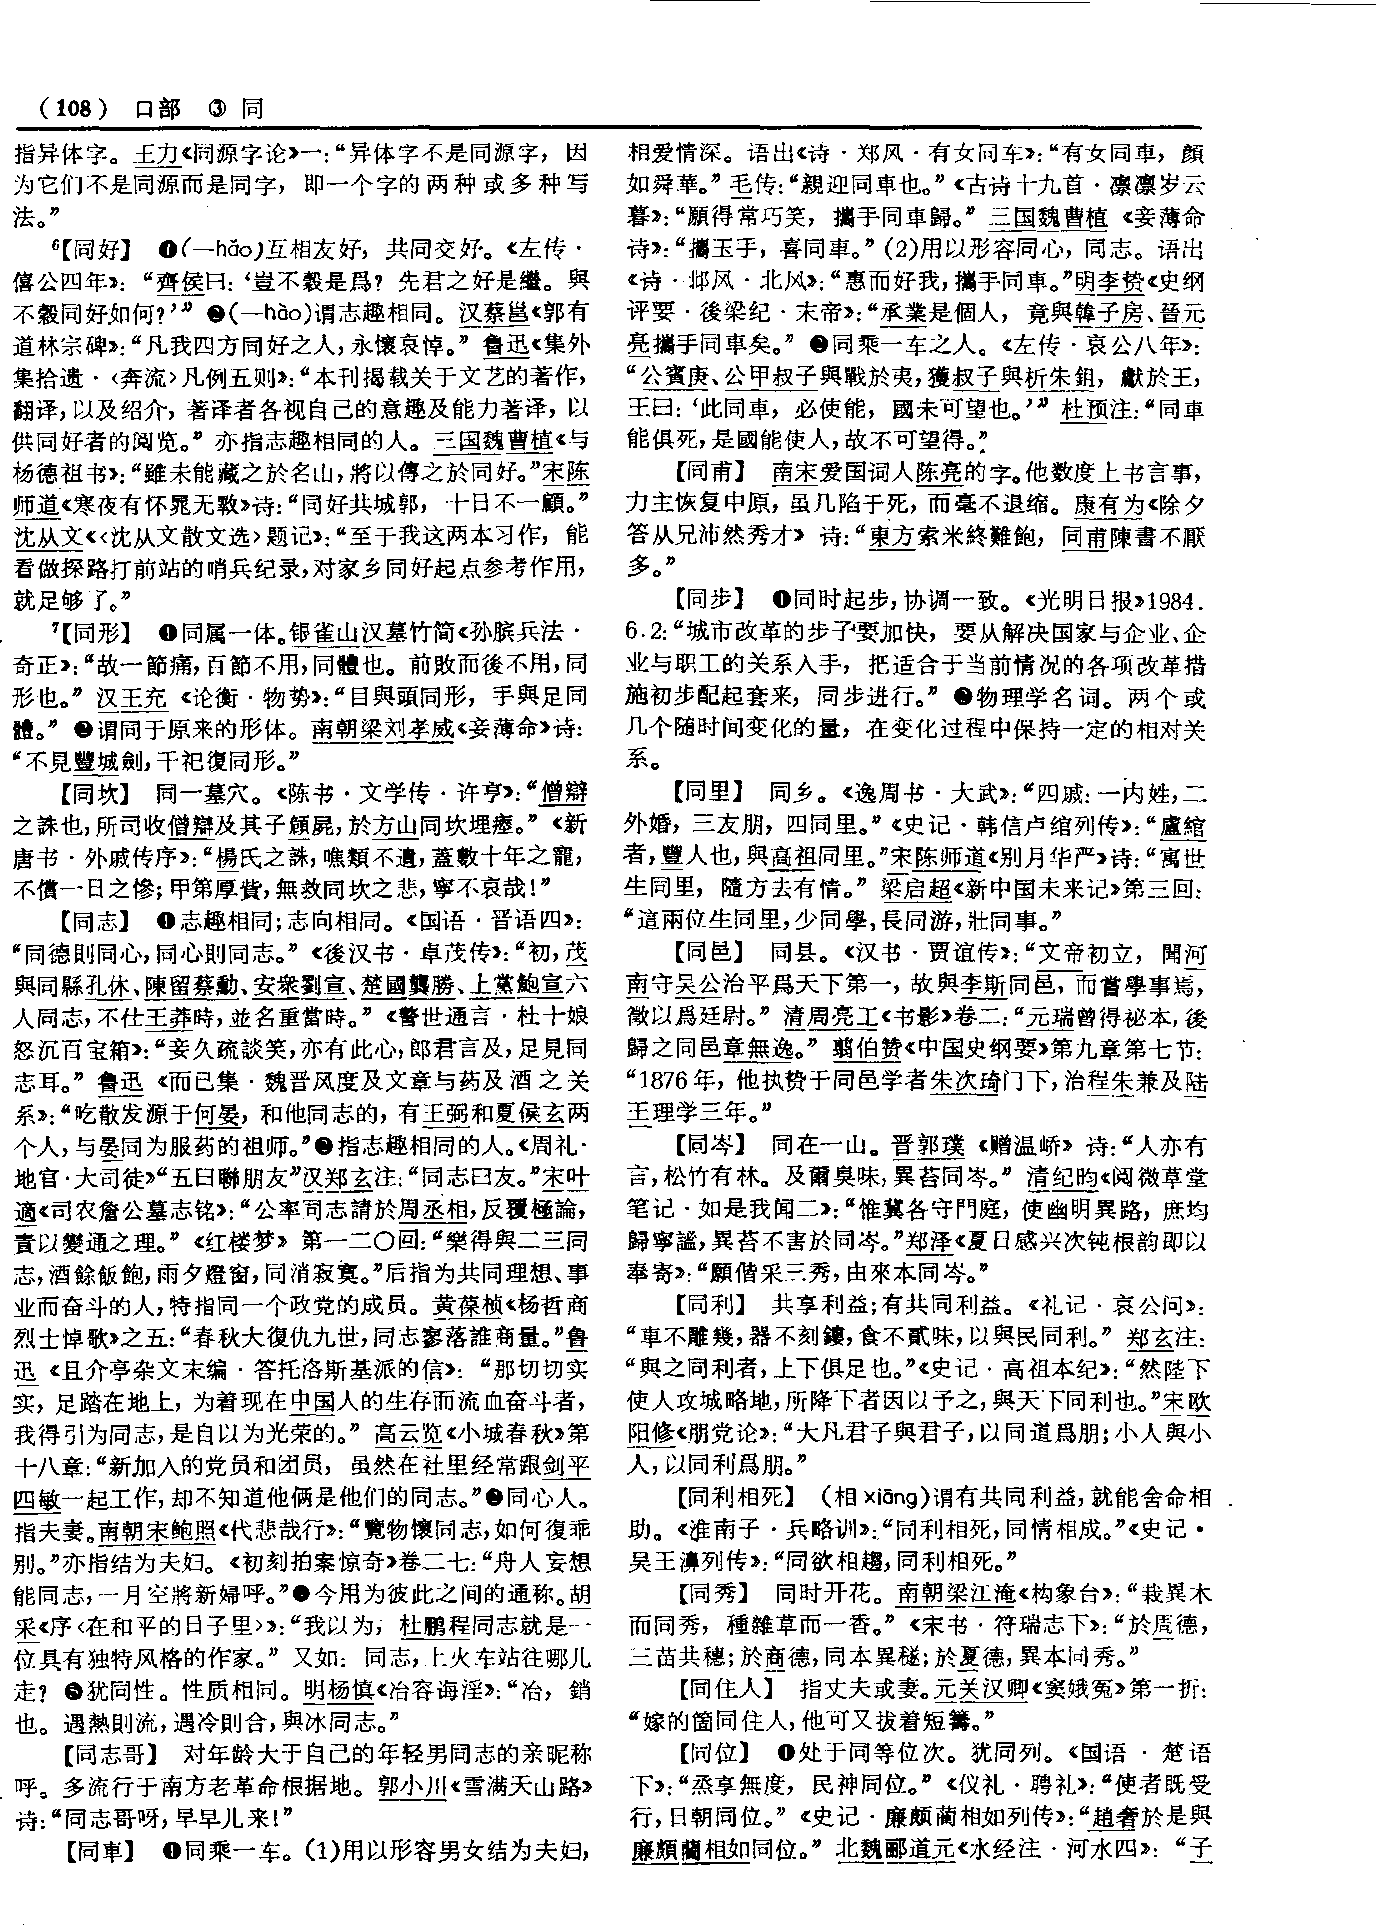 (108) 口部 ③ 同
指异体字。王力《同源字论》一：“异体字不是同源字，因
为它们不是同源而是同字，即一个字的两种或多种写
法。”
6【同好】 ❶(一hǎo)互相友好，共同交好。《左传·
僖公四年》：“齊侯曰：‘豈不穀是爲？先君之好是繼。與
不穀同好如何？’” ❷(一hào)谓志趣相同。汉蔡邕《郭有
道林宗碑》：“凡我四方同好之人，永懷哀悼。” 鲁迅《集外
集拾遗·〈奔流〉凡例五则》：“本刊揭载关于文艺的著作，
翻译，以及绍介，著译者各视自己的意趣及能力著译，以
供同好者的阅览。” 亦指志趣相同的人。三国魏曹植《与
杨德祖书》：“雖未能藏之於名山，將以傳之於同好。”宋陈
师道《寒夜有怀晁无斁》诗：“同好共城郭，十日不一顧。”
沈从文《〈沈从文散文选〉题记》：“至于我这两本习作，能
看做探路打前站的哨兵纪录，对家乡同好起点参考作用，
就足够了。”
7【同形】 ❶同属一体。银雀山汉墓竹简《孙膑兵法·
奇正》：“故一節痛，百節不用，同體也。前敗而後不用，同
形也。” 汉王充《论衡·物势》：“目與頭同形，手與足同
體。” ❷谓同于原来的形体。南朝梁刘孝威《妾薄命》诗：
“不見豐城劍，千祀復同形。”
【同坎】 同一墓穴。《陈书·文学传·许亨》：“僧辯
之誅也，所司收僧辯及其子頠屍，於方山同坎埋瘞。” 《新
唐书·外戚传序》：“楊氏之誅，噍類不遺，蓋數十年之寵，
不償一日之慘；甲第厚貲，無救同坎之悲，寧不哀哉！”
【同志】 ❶志趣相同；志向相同。《国语·晋语四》：
“同德則同心，同心則同志。” 《後汉书·卓茂传》：“初，茂
與同縣孔休、陳留蔡勳、安衆劉宣、楚國龔勝、上黨鮑宣六
人同志，不仕王莽時，並名重當時。” 《警世通言·杜十娘
怒沉百宝箱》：“妾久疏談笑，亦有此心，郎君言及，足見同
志耳。” 鲁迅《而已集·魏晋风度及文章与药及酒之关
系》：“吃散发源于何晏，和他同志的，有王弼和夏侯玄两
个人，与晏同为服药的祖师。”❷指志趣相同的人。《周礼·
地官·大司徒》“五曰聯朋友”汉郑玄注：“同志曰友。”宋叶
適《司农詹公墓志铭》：“公率同志請於周丞相，反覆極論，
責以變通之理。” 《红楼梦》第一二〇回：“樂得與二三同
志，酒餘飯飽，雨夕燈窗，同消寂寞。”后指为共同理想、事
业而奋斗的人，特指同一个政党的成员。黄葆桢《杨哲商
烈士悼歌》之五：“春秋大復仇九世，同志寥落誰商量。”鲁
迅《且介亭杂文末编·答托洛斯基派的信》：“那切切实
实，足踏在地上，为着现在中国人的生存而流血奋斗者，
我得引为同志，是自以为光荣的。” 高云览《小城春秋》第
十八章：“新加入的党员和团员，虽然在社里经常跟剑平
四敏一起工作，却不知道他俩是他们的同志。”❸同心人。
指夫妻。南朝宋鲍照《代悲哉行》：“覽物懷同志，如何復乖
别。”亦指结为夫妇。《初刻拍案惊奇》卷二七：“舟人妄想
能同志，一月空將新婦呼。”❹今用为彼此之间的通称。胡
采《序〈在和平的日子里〉》：“我以为，杜鹏程同志就是一
位具有独特风格的作家。” 又如：同志，上火车站往哪儿
走？ ❺犹同性。性质相同。明杨慎《冶容诲淫》：“冶，銷
也。遇熱則流，遇冷則合，與冰同志。”
【同志哥】 对年龄大于自己的年轻男同志的亲昵称
呼。多流行于南方老革命根据地。郭小川《雪满天山路》
诗：“同志哥呀，早早儿来！”
【同車】 ❶同乘一车。(1)用以形容男女结为夫妇，
相爱情深。语出《诗·郑风·有女同车》：“有女同車，顏
如舜華。” 毛传：“親迎同車也。”《古诗十九首·凛凛岁云
暮》：“願得常巧笑，攜手同車歸。” 三国魏曹植《妾薄命
诗》：“攜玉手，喜同車。”(2)用以形容同心，同志。语出
《诗·邶风·北风》：“惠而好我，攜手同車。”明李贽《史纲
评要·後梁纪·末帝》：“承業是個人，竟與韓子房、晉元
亮攜手同車矣。” ❷同乘一车之人。《左传·哀公八年》：
“公賓庚、公甲叔子與戰於夷，獲叔子與析朱鉏，獻於王，
王曰：‘此同車，必使能，國未可望也。’” 杜预注：“同車
能俱死，是國能使人，故不可望得。”
【同甫】 南宋爱国词人陈亮的字。他数度上书言事，
力主恢复中原，虽几陷于死，而毫不退缩。康有为《除夕
答从兄沛然秀才》诗：“東方索米終難飽，同甫陳書不厭
多。”
【同步】 ❶同时起步，协调一致。《光明日报》1984.
6.2：“城市改革的步子要加快，要从解决国家与企业、企
业与职工的关系入手，把适合于当前情况的各项改革措
施初步配起套来，同步进行。” ❷物理学名词。两个或
几个随时间变化的量，在变化过程中保持一定的相对关
系。
【同里】 同乡。《逸周书·大武》：“四戚：一内姓，二
外婚，三友朋，四同里。”《史记·韩信卢绾列传》：“盧綰
者，豐人也，與高祖同里。”宋陈师道《别月华严》诗：“寓世
生同里，隨方去有情。” 梁启超《新中国未来记》第三回：
“這兩位生同里，少同學，長同游，壯同事。”
【同邑】 同县。《汉书·贾谊传》：“文帝初立，聞河
南守吴公治平爲天下第一，故與李斯同邑，而嘗學事焉，
徵以爲廷尉。” 清周亮工《书影》卷二：“元瑞曾得祕本，後
歸之同邑章無逸。” 翦伯赞《中国史纲要》第九章第七节：
“1876年，他执贽于同邑学者朱次琦门下，治程朱兼及陆
王理学三年。”
【同岑】 同在一山。晋郭璞《赠温峤》诗：“人亦有
言，松竹有林。及爾臭味，異苔同岑。” 清纪昀《阅微草堂
笔记·如是我闻二》：“惟冀各守門庭，使幽明異路，庶均
歸寧謐，異苔不害於同岑。”郑泽《夏日感兴次钝根韵即以
奉寄》：“願偕采三秀，由來本同岑。”
【同利】 共享利益；有共同利益。《礼记·哀公问》：
“車不雕幾，器不刻鏤，食不貳味，以與民同利。” 郑玄注：
“與之同利者，上下俱足也。”《史记·高祖本纪》：“然陛下
使人攻城略地，所降下者因以予之，與天下同利也。”宋欧
阳修《朋党论》：“大凡君子與君子，以同道爲朋；小人與小
人，以同利爲朋。”
【同利相死】 (相xiāng)谓有共同利益，就能舍命相
助。《淮南子·兵略训》：“同利相死，同情相成。”《史记·
吴王濞列传》：“同欲相趨，同利相死。”
【同秀】 同时开花。南朝梁江淹《构象台》：“栽異木
而同秀，種雜草而一香。” 《宋书·符瑞志下》：“於周德，
三苗共穗；於商德，同本異穟；於夏德，異本同秀。”
【同住人】 指丈夫或妻。元关汉卿《窦娥冤》第一折：
“嫁的箇同住人，他可又拔着短籌。”
【同位】 ❶处于同等位次。犹同列。《国语·楚语
下》：“烝享無度，民神同位。” 《仪礼·聘礼》：“使者既受
行，日朝同位。” 《史记·廉颇蔺相如列传》：“趙奢於是與
廉頗藺相如同位。” 北魏郦道元《水经注·河水四》：“子